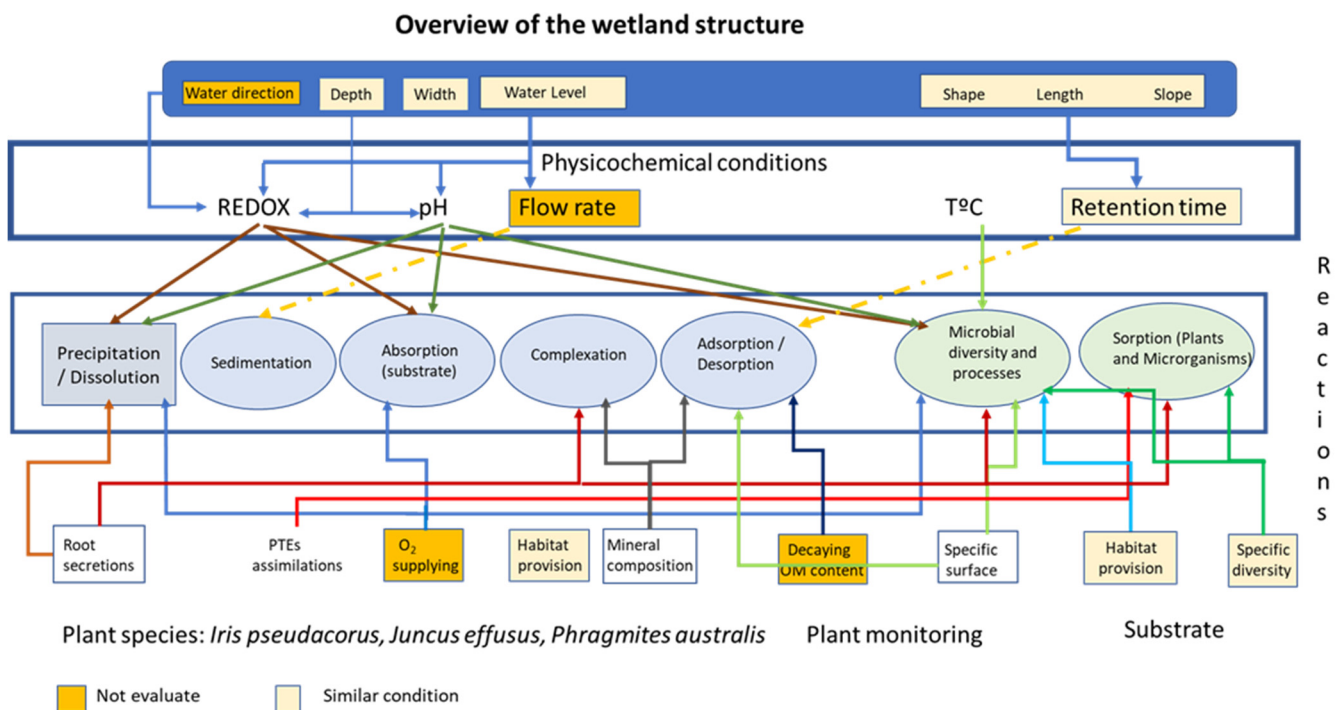 Overview of the wetland structure
Water direction
Depth
Width
Water Level
Shape Length Slope
Physicochemical conditions
REDOX
pH
Flow rate
TºC
Retention time
Reactions
Precipitation
/ Dissolution
Sedimentation
Absorption
(substrate)
Complexation
Adsorption /
Desorption
Microbial
diversity and
processes
Sorption (Plants
and Microrganisms)
Root
secretions
PTEs
assimilations
O₂
supplying
Habitat
provision
Mineral
composition
Decaying
OM content
Specific
surface
Habitat
provision
Specific
diversity
Plant species: Iris pseudacorus, Juncus effusus, Phragmites australis
Plant monitoring
Substrate
Not evaluate
Similar condition